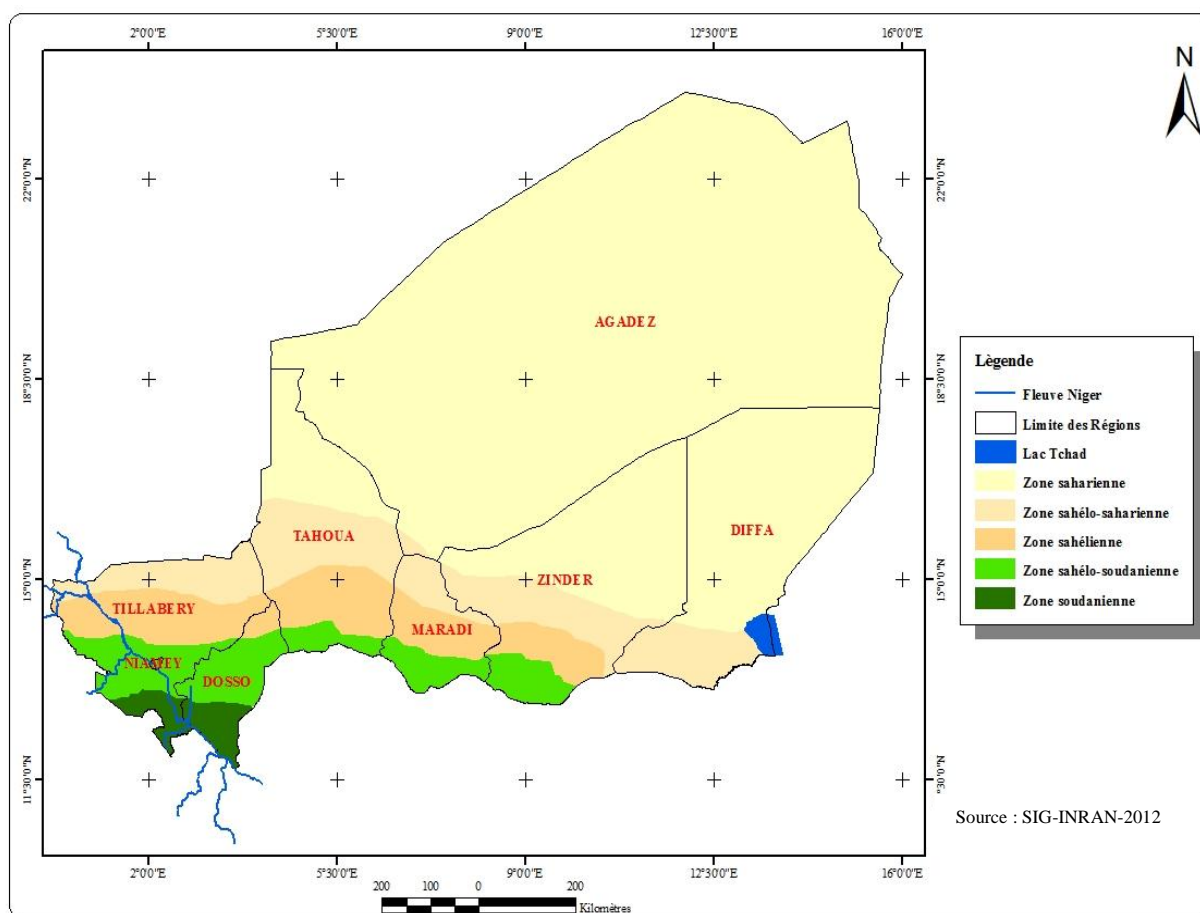 2°0'0"E
5°30'0"E
9°0'0"E
12°30'0"E
16°0'0"E
N
22°0'0"N
22°0'0"N
AGADEZ
18°30'0"N
18°30'0"N
Lègende
Fleuve Niger
Limite des Régions
Lac Tchad
Zone saharienne
Zone sahélo-saharienne
Zone sahélienne
Zone sahélo-soudanienne
Zone soudanienne
TAHOUA
DIFFA
15°0'0"N
ZINDER
15°0'0"N
TILLABERY
MARADI
NIAMEY
DOSSO
11°30'0"N
°30'0"N
Source : SIG-INRAN-2012
2°0'0"E
5°30'0"E
9°0'0"E
12°30'0"E
16°0'0"E
200 100 0 200
Kilomètres